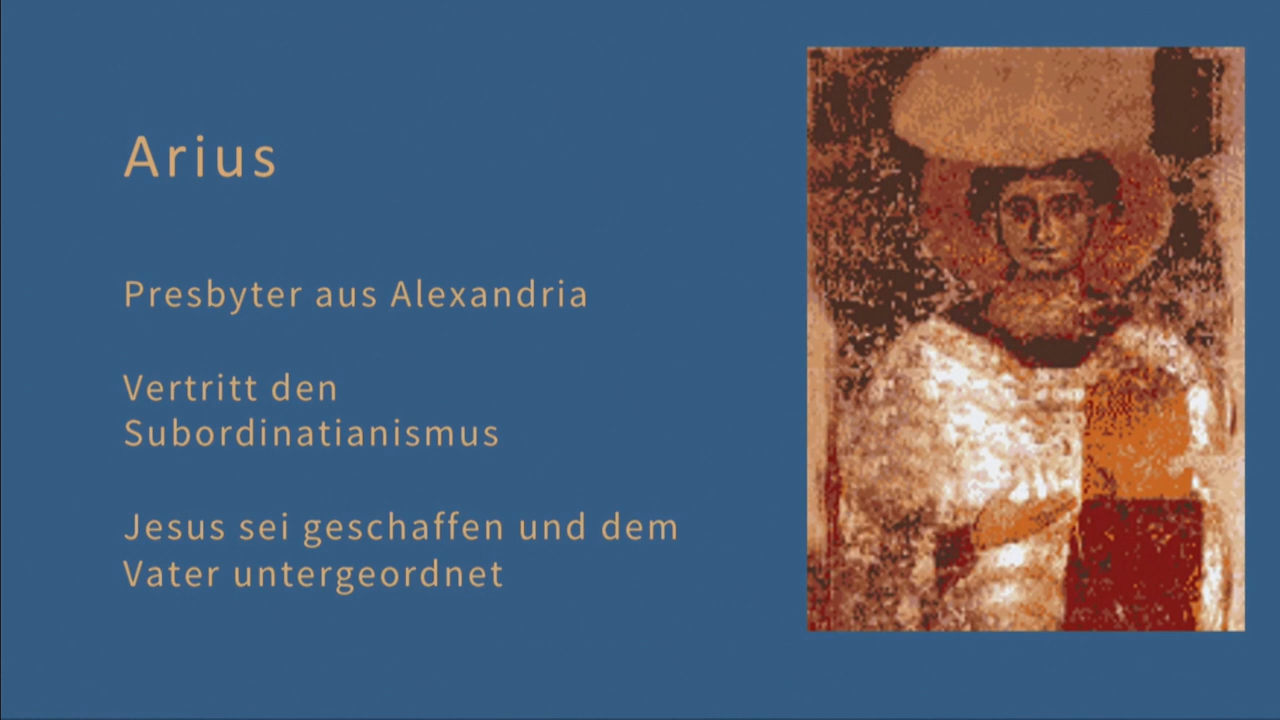 Arius
Presbyter aus Alexandria
Vertritt den
Subordinatianismus
Jesus sei geschaffen und dem
Vater untergeordnet